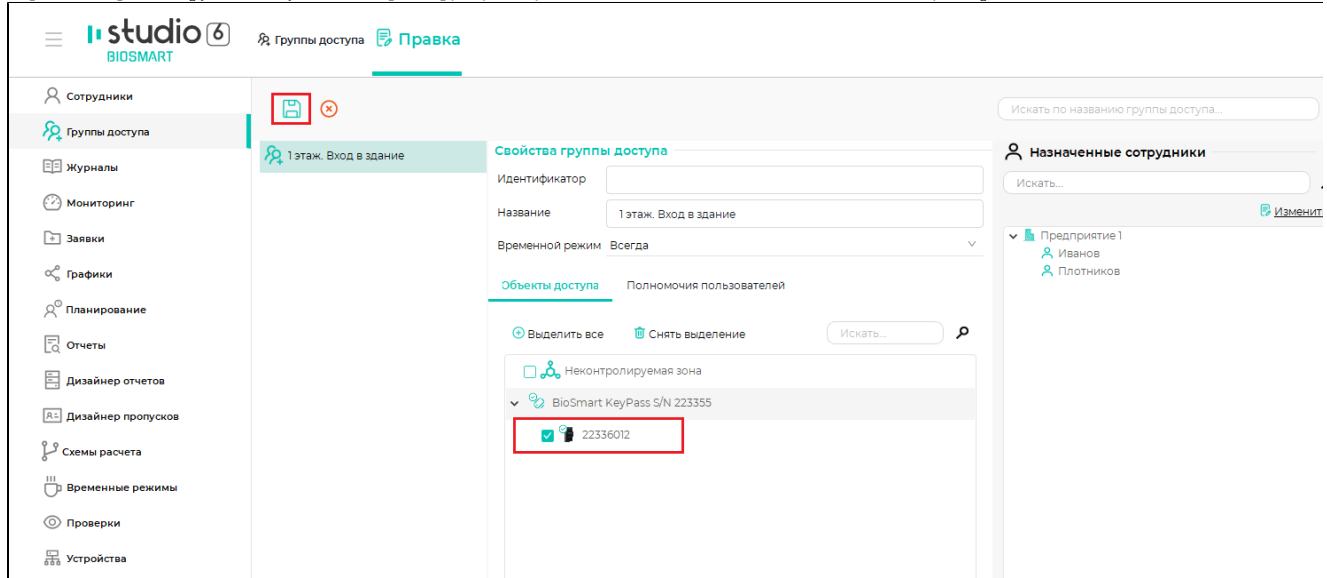 studio 6
BIOSMART
Группы доступа
Правка
Сотрудники
Группы доступа
Журналы
Мониторинг
Заявки
Графики
Планирование
Отчеты
Дизайнер отчетов
Дизайнер пропусков
Схемы расчета
Временные режимы
Проверки
Устройства
Искать по названию группы доступа...
1 этаж. Вход в здание
Свойства группы доступа
Идентификатор
Название 1 этаж. Вход в здание
Временной режим Всегда
Объекты доступа Полномочия пользователей
Выделить все Снять выделение Искать...
Неконтролируемая зона
BioSmart KeyPass S/N 223355
22336012
Назначенные сотрудники
Искать...
Изменить
Предприятие 1
Иванов
Плотников